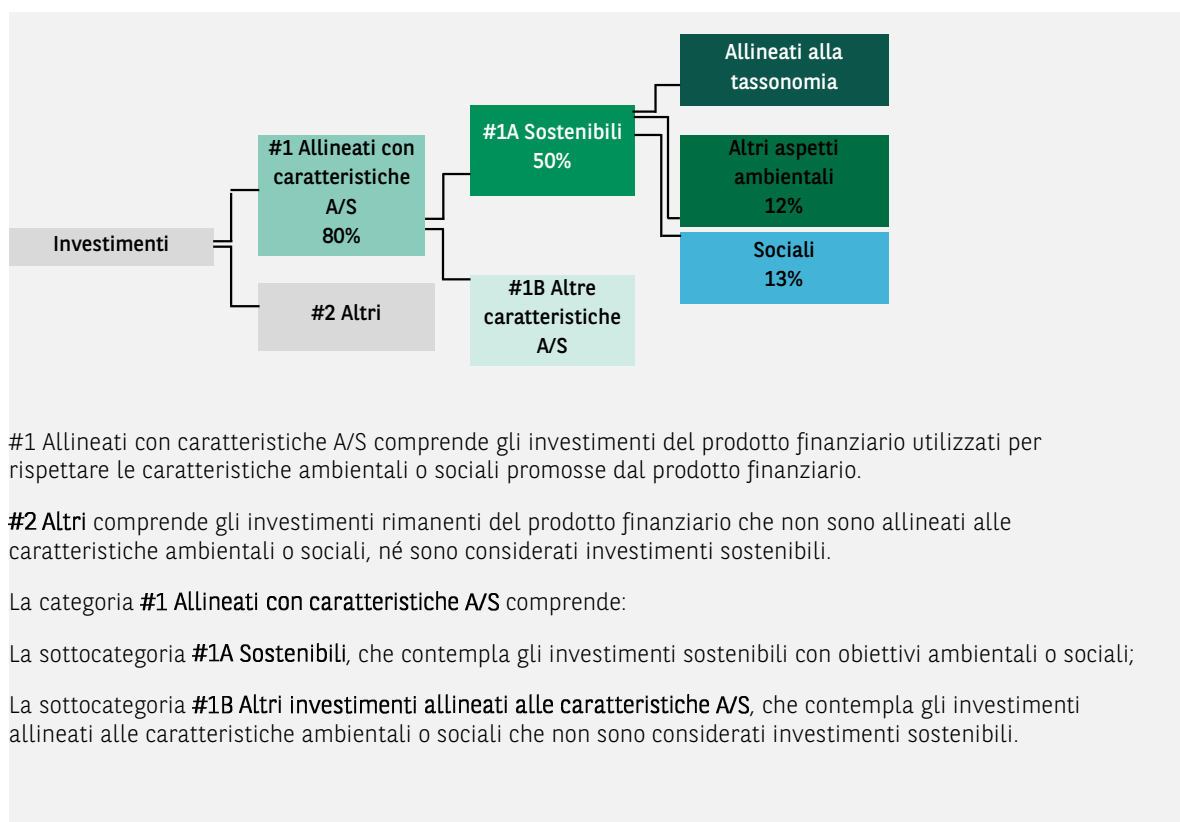 Allineati alla
tassonomia
#1A Sostenibili
50%
#1 Allineati con
caratteristiche
A/S
80%
Altri aspetti
ambientali
12%
Investimenti
Sociali
13%
#2 Altri
#1B Altre
caratteristiche
A/S
#1 Allineati con caratteristiche A/S comprende gli investimenti del prodotto finanziario utilizzati per
rispettare le caratteristiche ambientali o sociali promosse dal prodotto finanziario.
#2 Altri comprende gli investimenti rimanenti del prodotto finanziario che non sono allineati alle
caratteristiche ambientali o sociali, né sono considerati investimenti sostenibili.
La categoria #1 Allineati con caratteristiche A/S comprende:
La sottocategoria #1A Sostenibili, che contempla gli investimenti sostenibili con obiettivi ambientali o sociali;
La sottocategoria #1B Altri investimenti allineati alle caratteristiche A/S, che contempla gli investimenti
allineati alle caratteristiche ambientali o sociali che non sono considerati investimenti sostenibili.